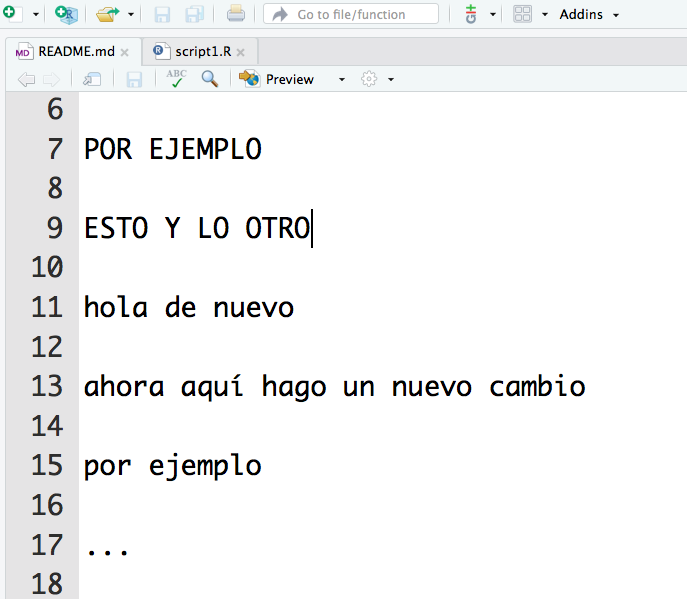 Go to file/function
Addins
README.md
script1.R
ABC
Preview
6
7 POR EJEMPLO
8
9 ESTO Y LO OTRO
10
11 hola de nuevo
12
13 ahora aquí hago un nuevo cambio
14
15 por ejemplo
16
17 ...
18